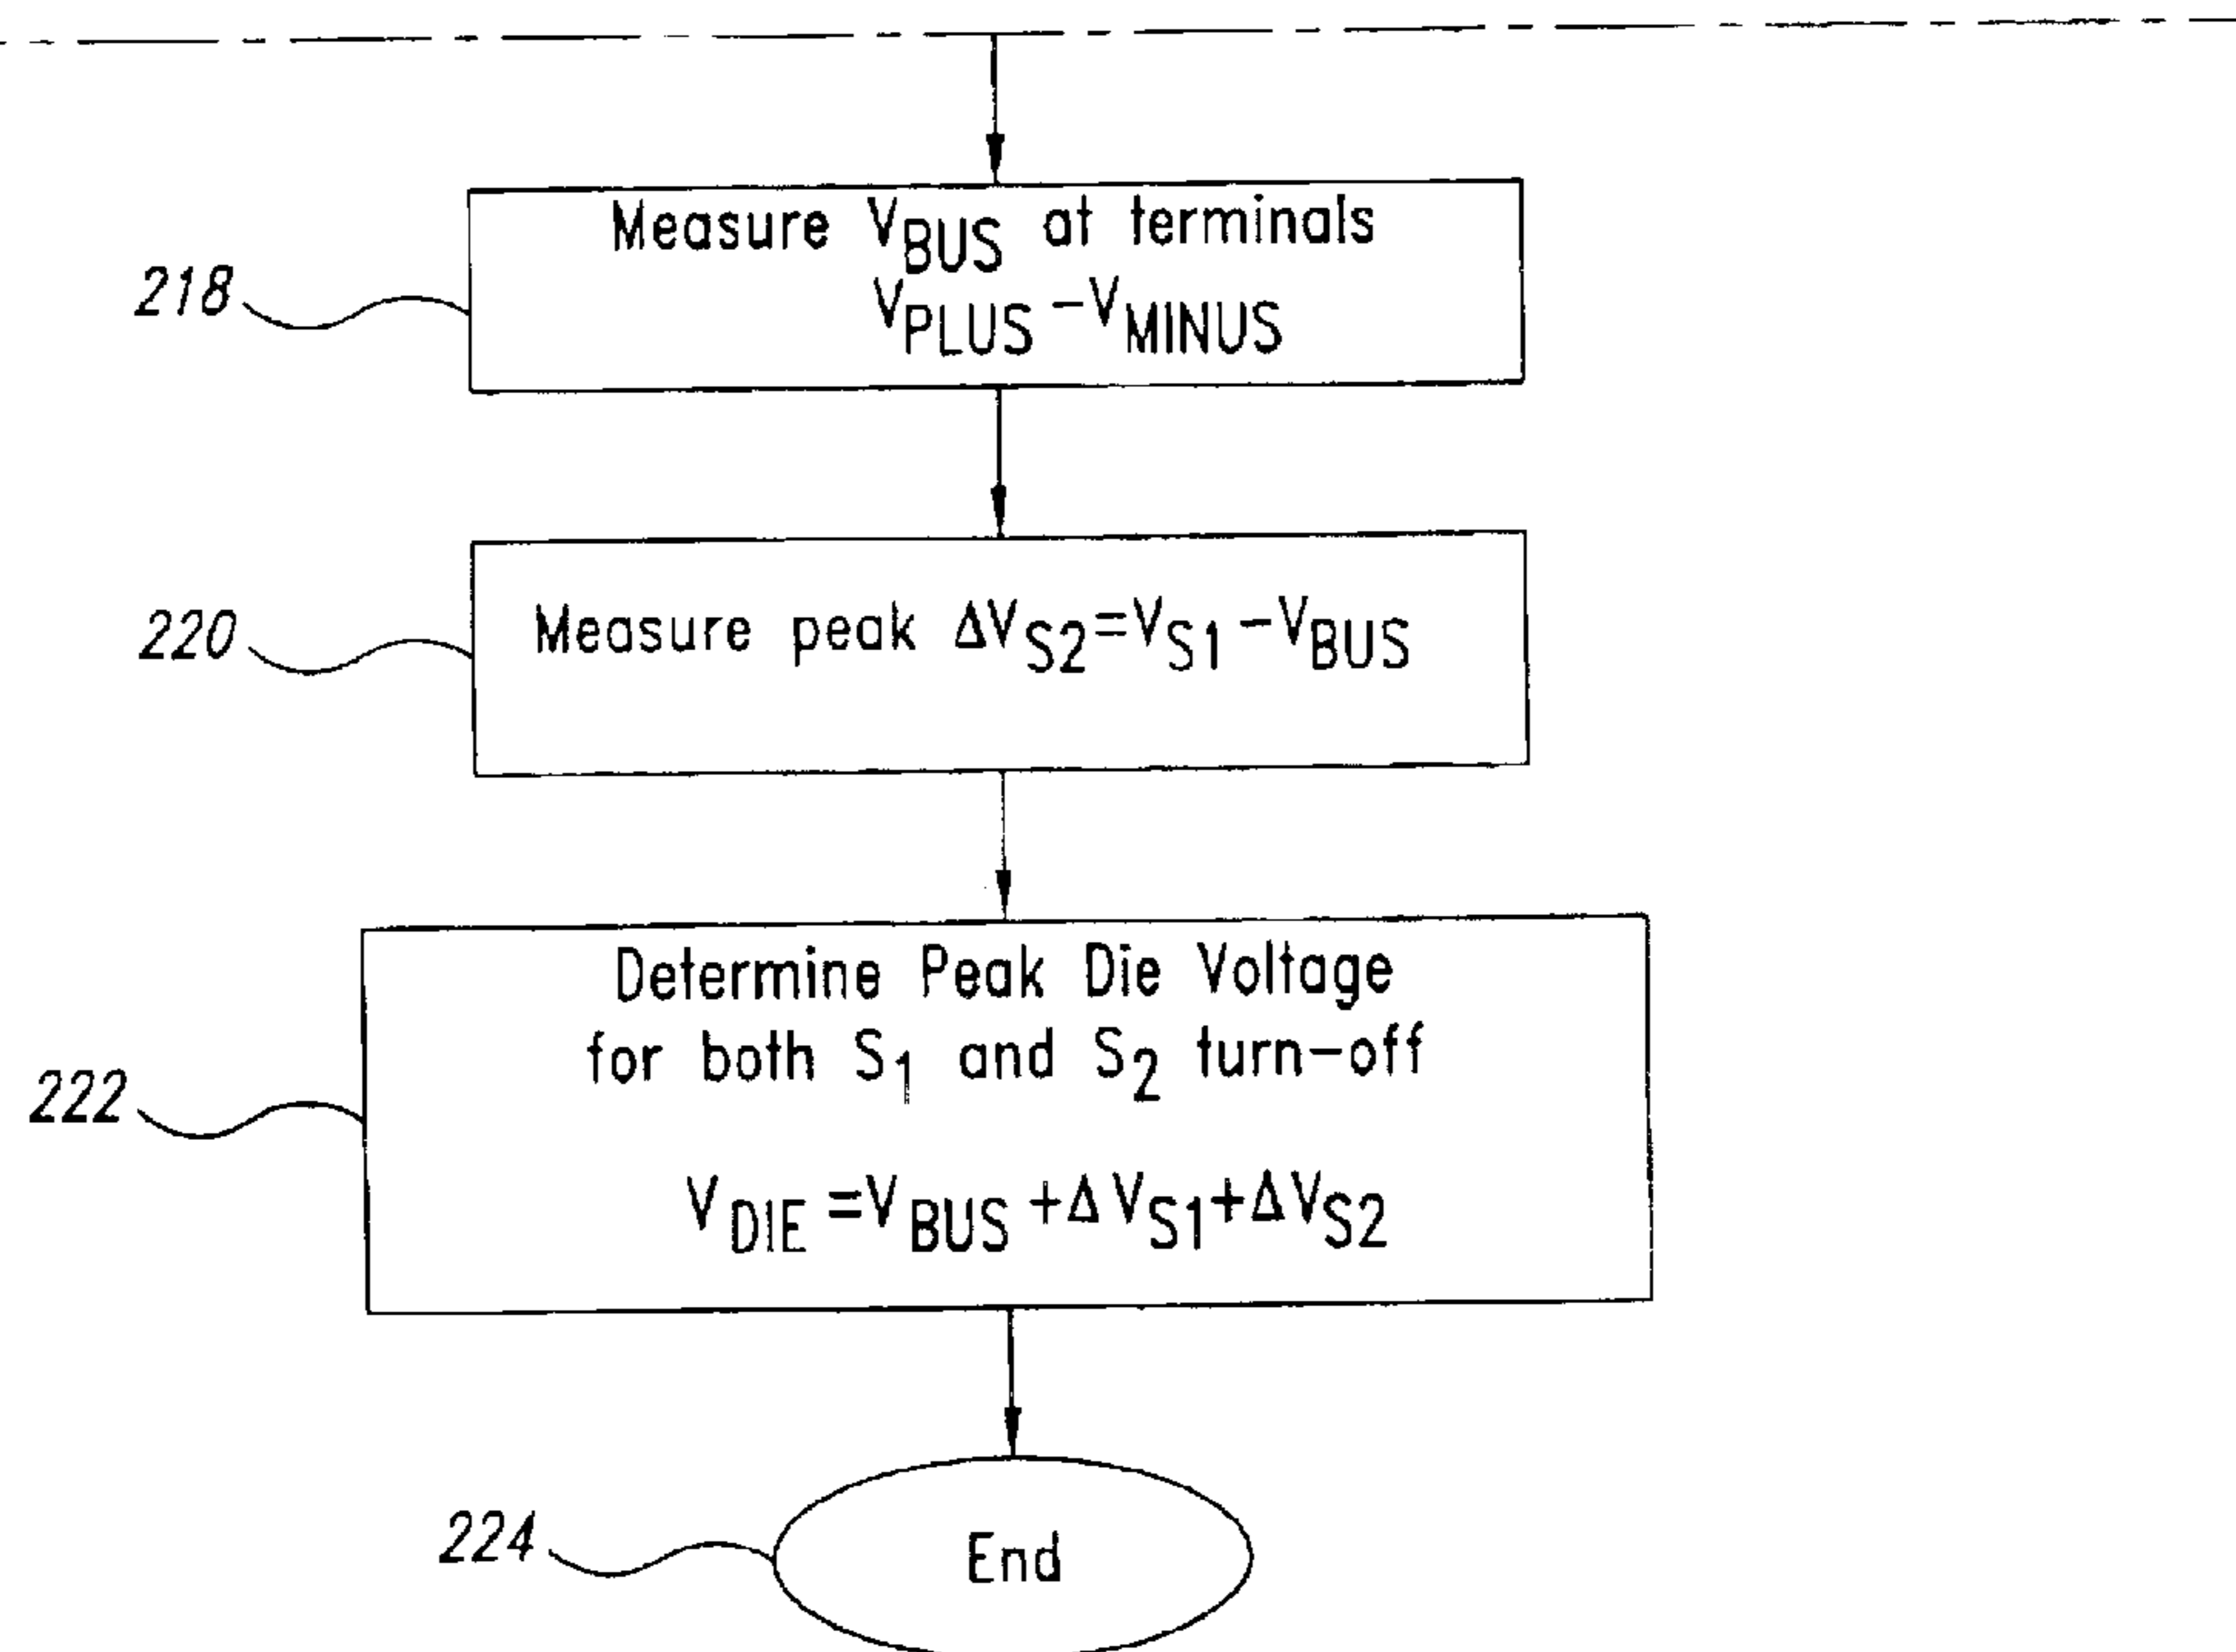 Measure V_BUS at terminals
218
V_PLUS -V_MINUS
220
Measure peak ΔV_S2=V_S1-V_BUS
Determine Peak Die Voltage
for both S_1 and S_2 turn-off
222
V_DIE=V_BUS+ΔV_S1+ΔV_S2
224
End